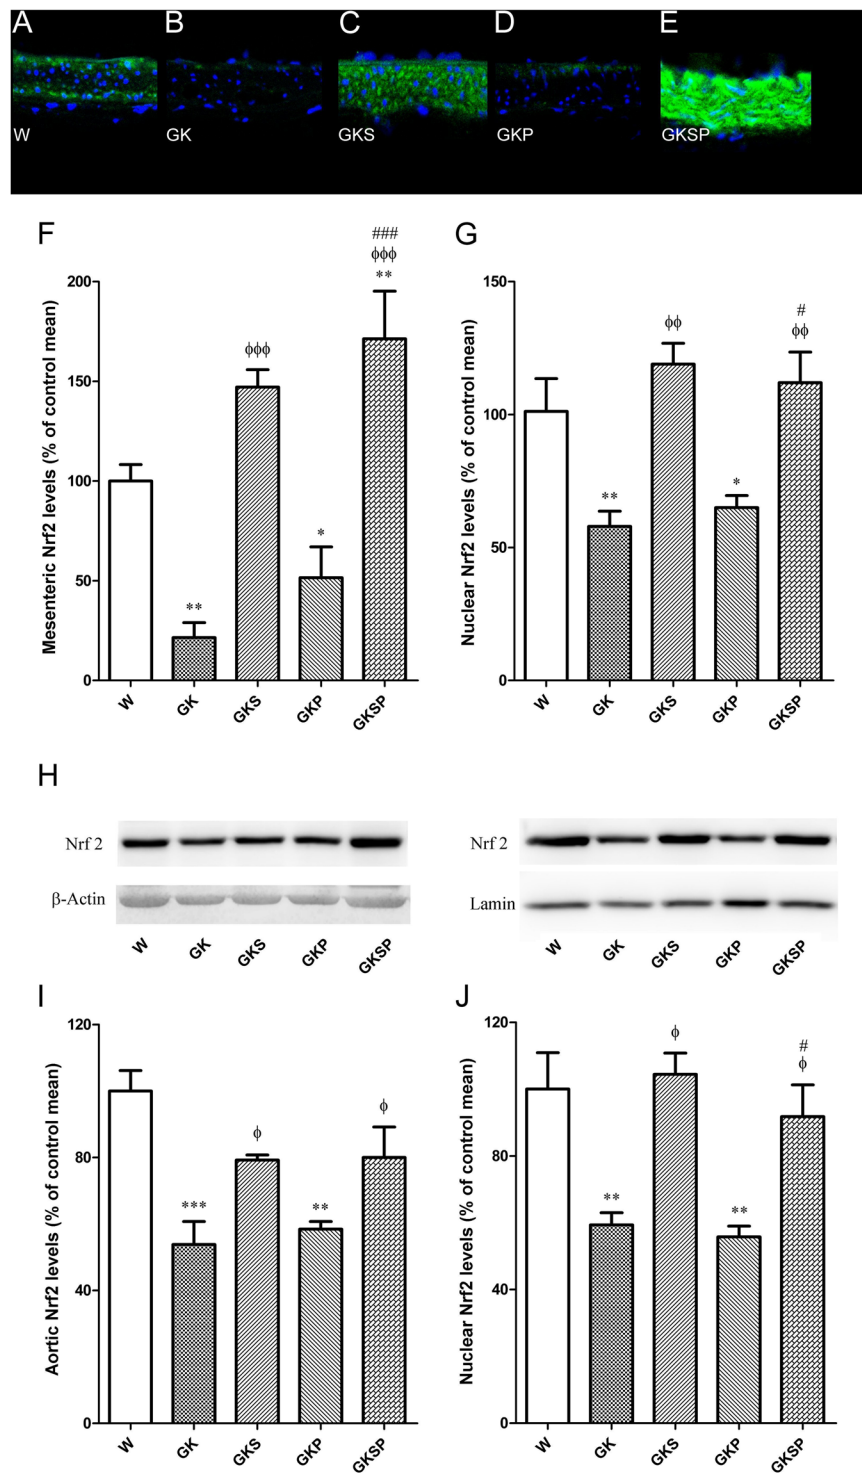 A B C D E
W GK GKS GKP GKSP
F
Mesenteric Nrf2 levels (% of control mean)
200
150
100
50
0
**
ϕϕϕ
*
###
ϕϕϕ
**
W GK GKS GKP GKSP
G
Nuclear Nrf2 levels (% of control mean)
150
100
50
0
**
ϕϕ
*
#
ϕϕ
W GK GKS GKP GKSP
H
Nrf 2
β-Actin
W GK GKS GKP GKSP
Nrf 2
Lamin
W GK GKS GKP GKSP
I
Aortic Nrf2 levels (% of control mean)
120
80
40
0
***
ϕ
**
ϕ
W GK GKS GKP GKSP
J
Nuclear Nrf2 levels (% of control mean)
120
80
40
0
**
ϕ
**
#
ϕ
W GK GKS GKP GKSP